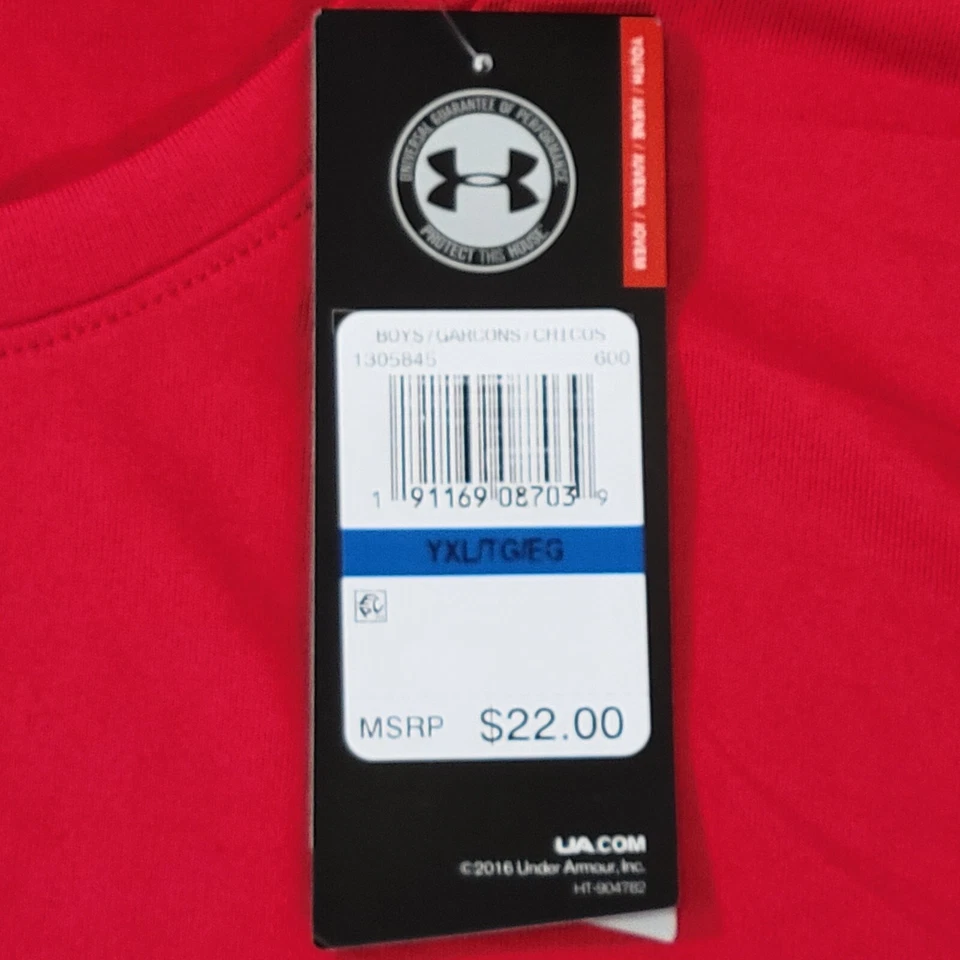 UNIVERSAL GUARANTEE OF PERFORMANCE
PROTECT THIS HOUSE
YOUTH / JUENE / JUVENIL / JOVEM
BOYS/GARCONS/CHICOS
1305845 600
1 91169 08703 9
YXL/TG/EG
MSRP $22.00
UA.COM
©2016 Under Armour, Inc.
HT-904782